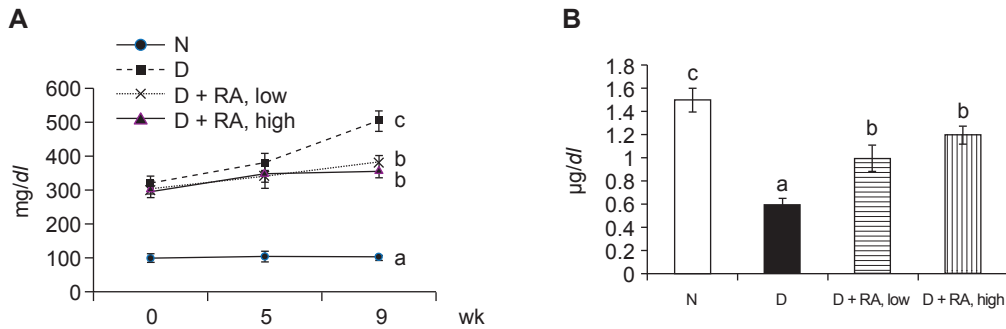 A
N
D
D + RA, low
D + RA, high
600
500
400
300
200
100
0
mg/dl
c
b
b
a
0 5 9 wk
B
1.8
1.6
1.4
1.2
1
0.8
0.6
0.4
0.2
0
µg/dl
c
a
b
b
N D D + RA, low D + RA, high